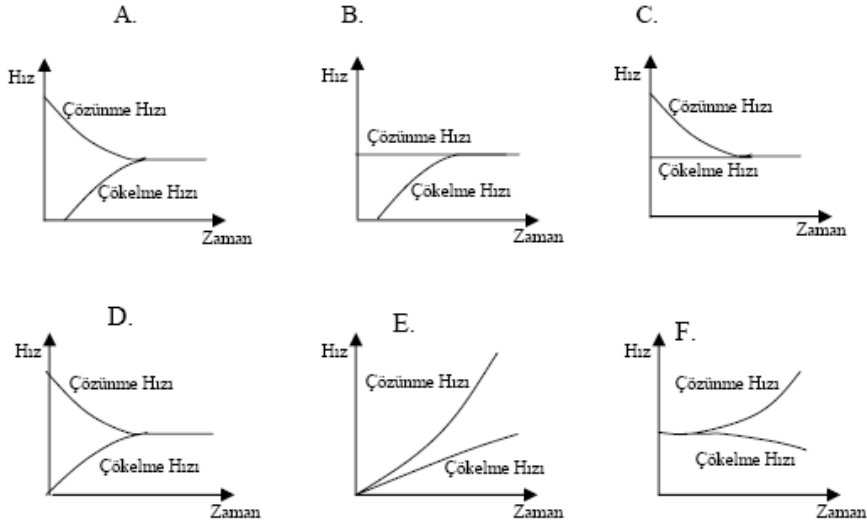 A.
Hız
Çözünme Hızı
Çökelme Hızı
Zaman
B.
Hız
Çözünme Hızı
Çökelme Hızı
Zaman
C.
Hız
Çözünme Hızı
Çökelme Hızı
Zaman
D.
Hız
Çözünme Hızı
Çökelme Hızı
Zaman
E.
Hız
Çözünme Hızı
Çökelme Hızı
Zaman
F.
Hız
Çözünme Hızı
Çökelme Hızı
Zaman